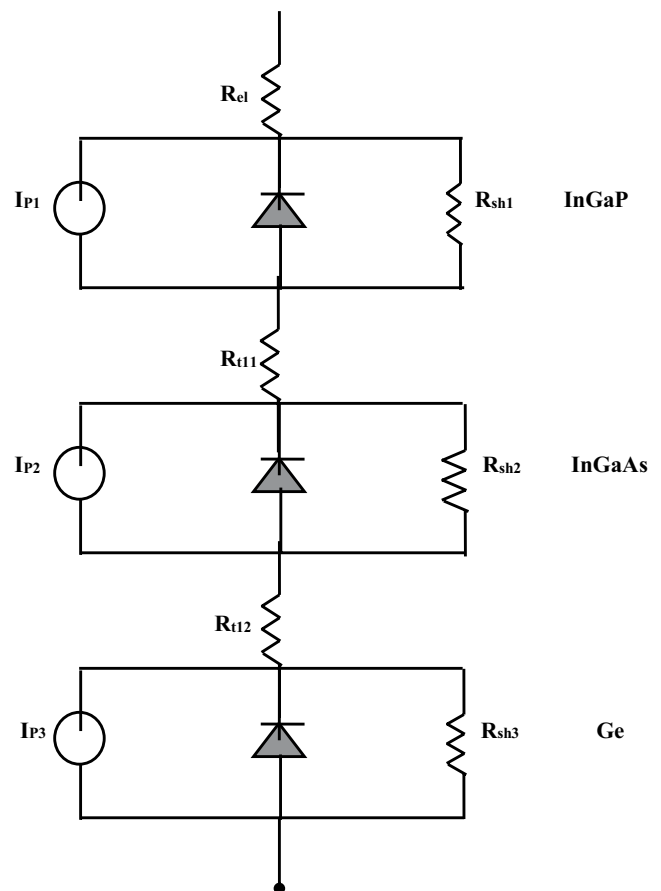 Rel
IP1 Rsh1 InGaP
Rt11
IP2 Rsh2 InGaAs
Rt12
IP3 Rsh3 Ge